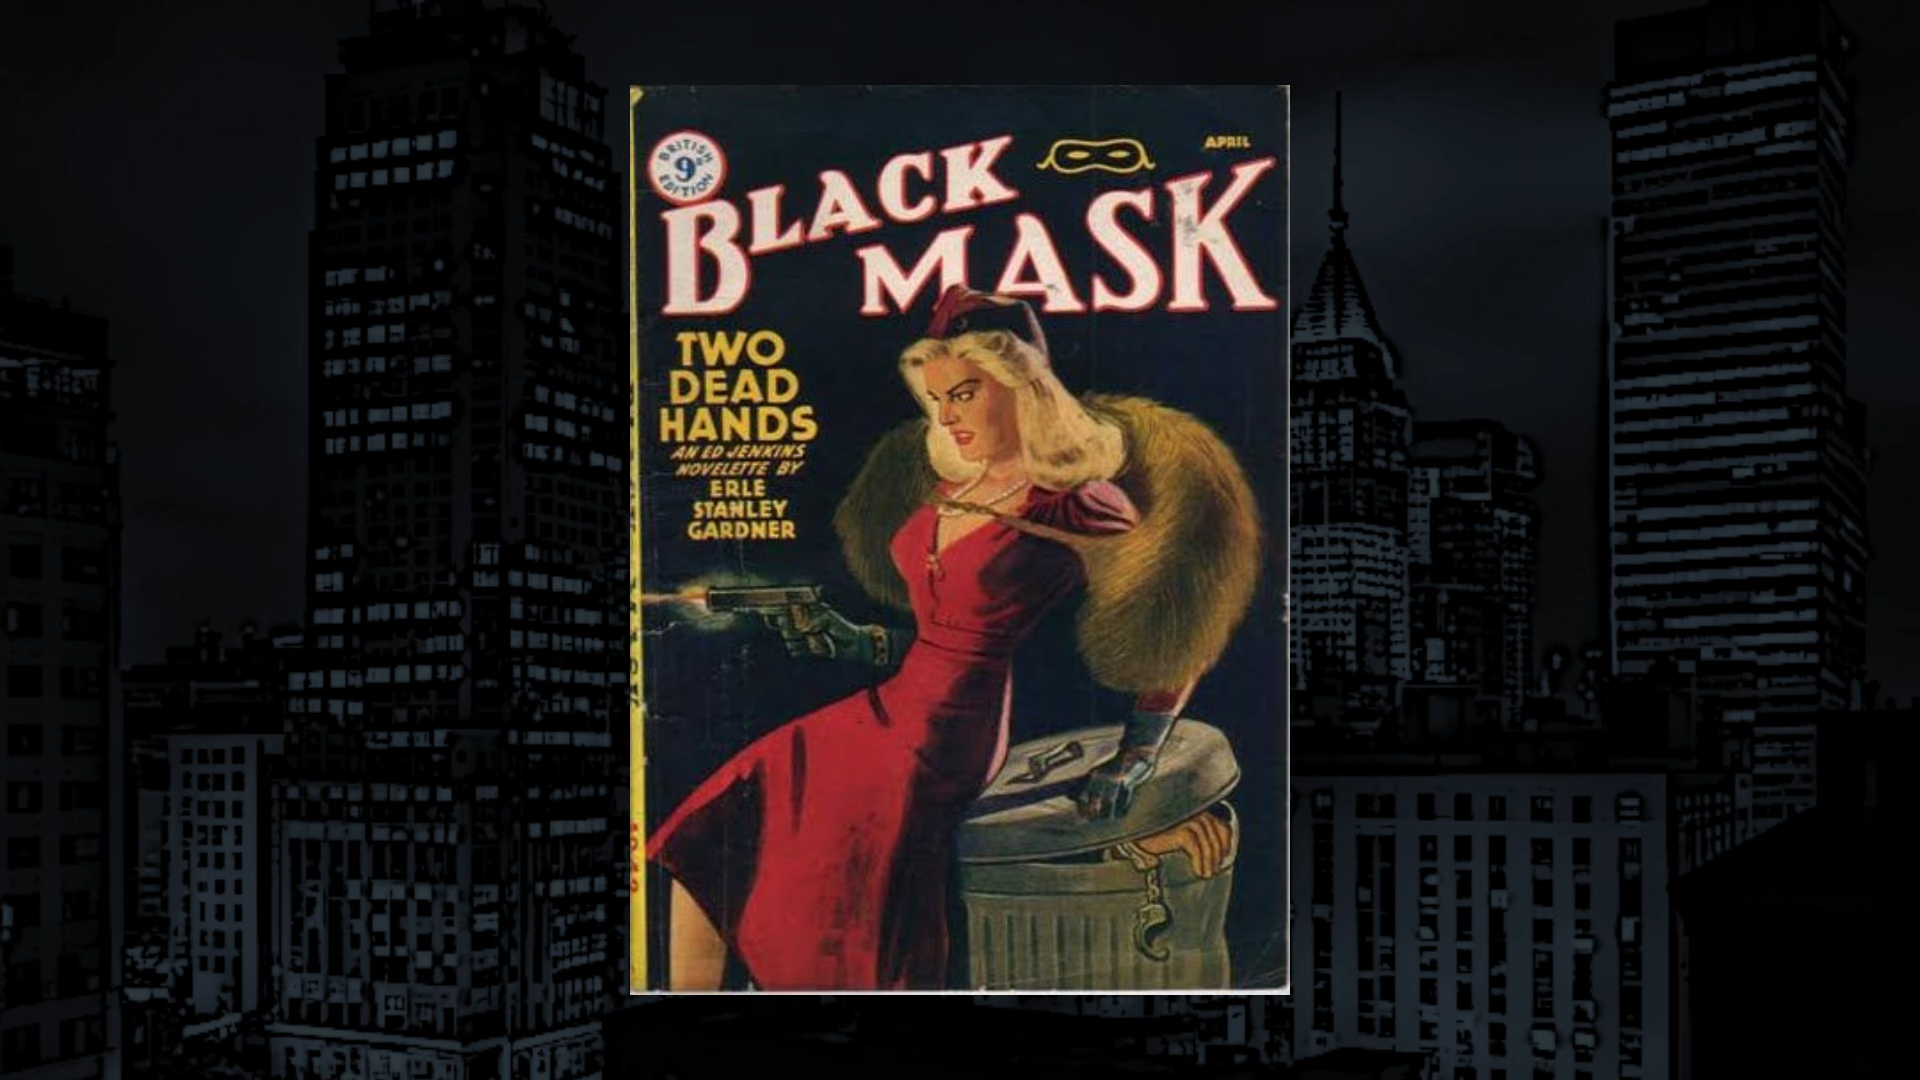 BRITISH
9ᴰ
EDITION
APRIL
BLACK
MASK
TWO
DEAD
HANDS
AN ED JENKINS
NOVELETTE BY
ERLE
STANLEY
GARDNER